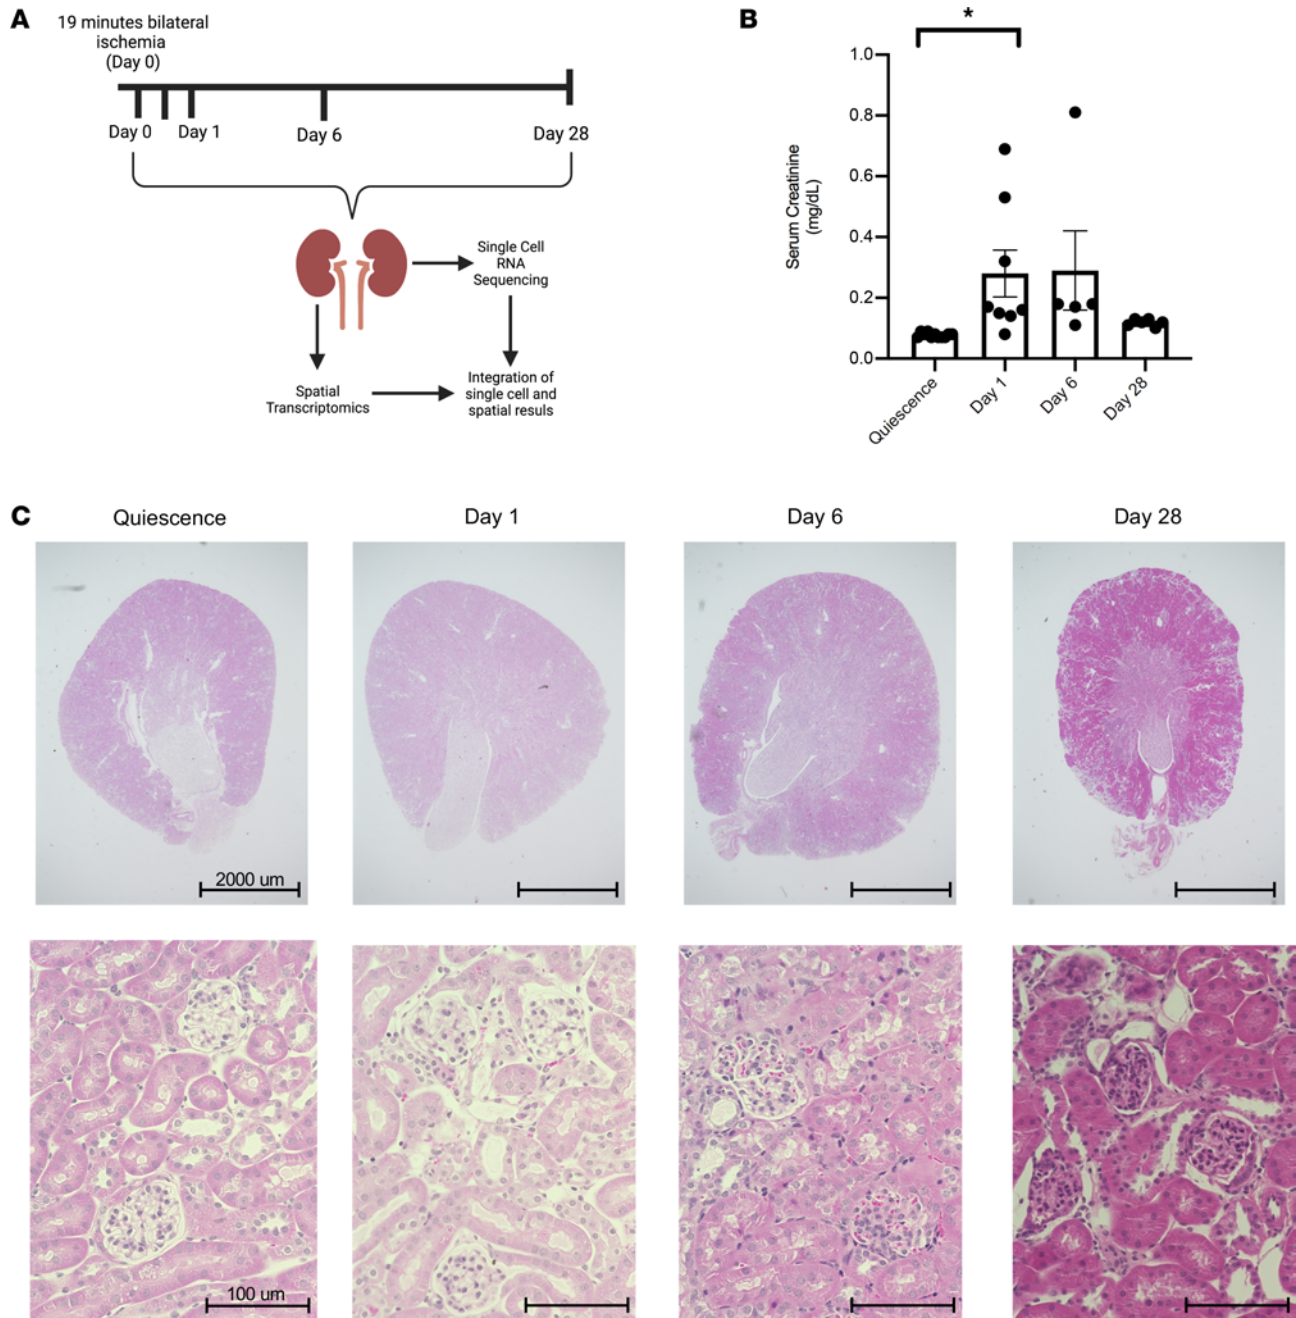 A
19 minutes bilateral
ischemia
(Day 0)
Day 0
Day 1
Day 6
Day 28
Single Cell
RNA
Sequencing
Spatial
Transcriptomics
Integration of
single cell and
spatial resuls
B
*
1.0
0.8
0.6
0.4
0.2
0.0
Serum Creatinine
(mg/dL)
Quiescence
Day 1
Day 6
Day 28
C
Quiescence
Day 1
Day 6
Day 28
2000 um
100 um